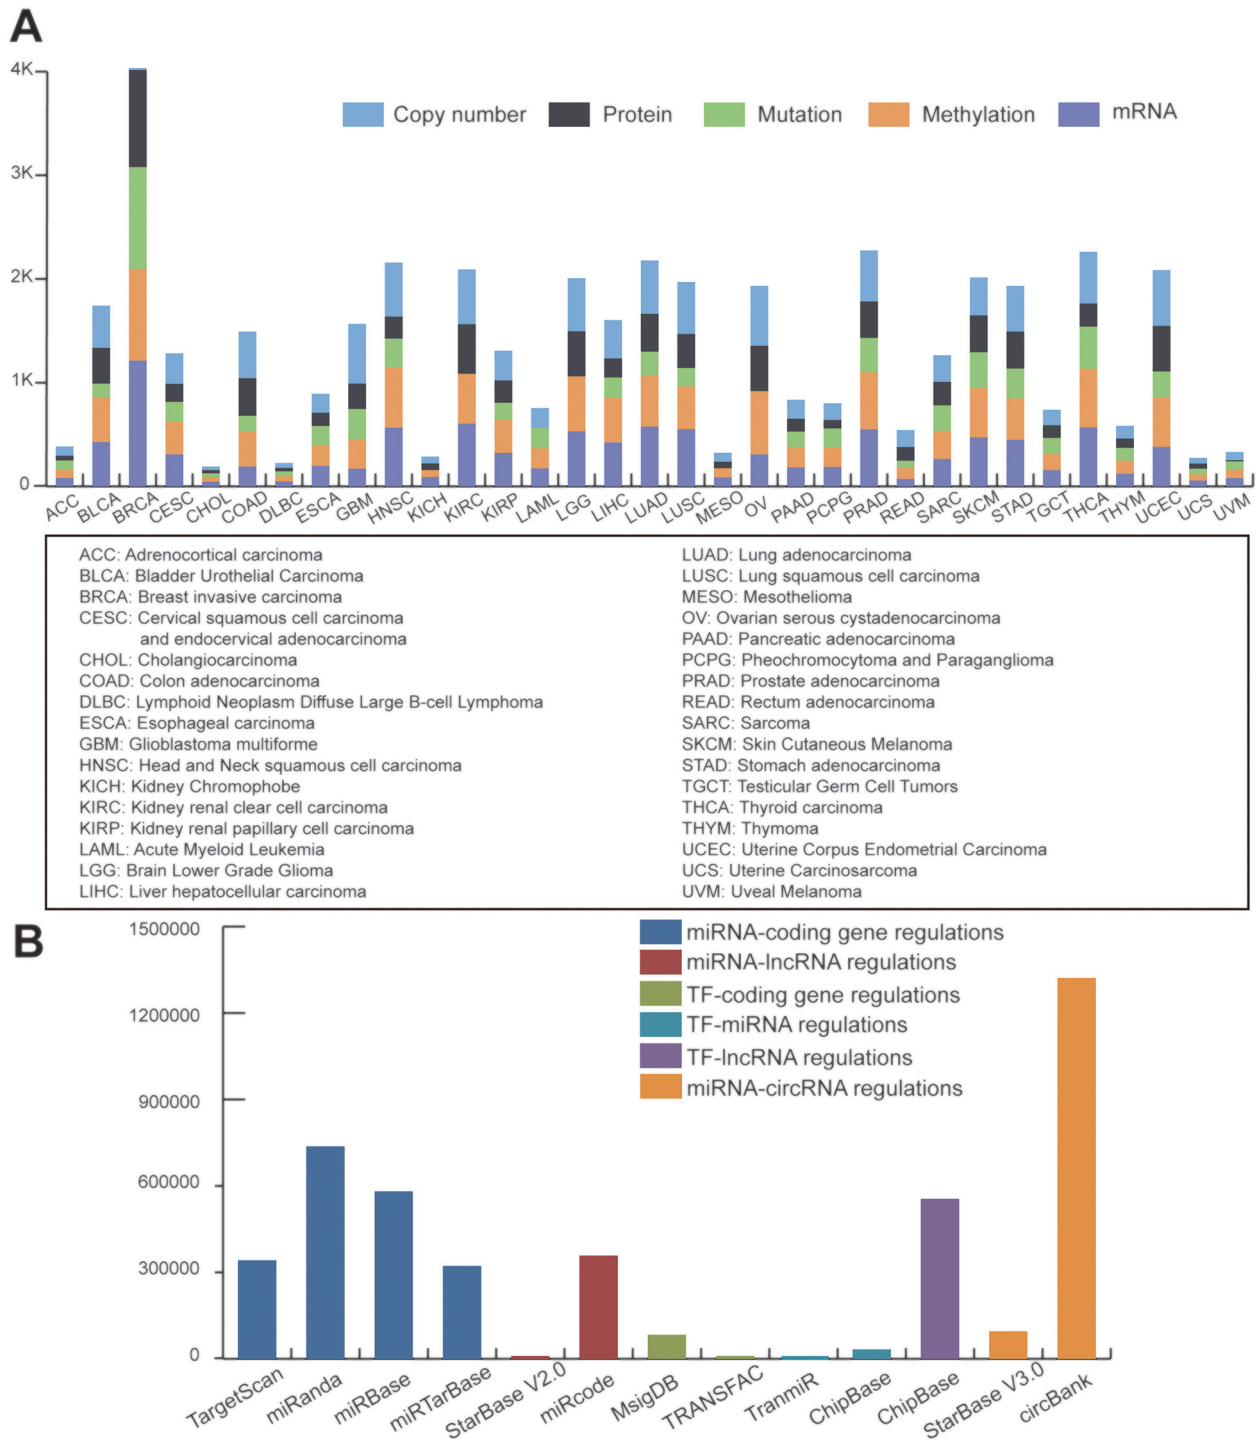 A
4K
3K
2K
1K
0
Copy number Protein Mutation Methylation mRNA
ACC BLCA BRCA CESC CHOL COAD DLBC ESCA GBM HNSC KICH KIRC KIRP LAML LGG LIHC LUAD LUSC MESO OV PAAD PCPG PRAD READ SARC SKCM STAD TGCT THCA THYM UCEC UCS UVM
ACC: Adrenocortical carcinoma
BLCA: Bladder Urothelial Carcinoma
BRCA: Breast invasive carcinoma
CESC: Cervical squamous cell carcinoma
and endocervical adenocarcinoma
CHOL: Cholangiocarcinoma
COAD: Colon adenocarcinoma
DLBC: Lymphoid Neoplasm Diffuse Large B-cell Lymphoma
ESCA: Esophageal carcinoma
GBM: Glioblastoma multiforme
HNSC: Head and Neck squamous cell carcinoma
KICH: Kidney Chromophobe
KIRC: Kidney renal clear cell carcinoma
KIRP: Kidney renal papillary cell carcinoma
LAML: Acute Myeloid Leukemia
LGG: Brain Lower Grade Glioma
LIHC: Liver hepatocellular carcinoma
LUAD: Lung adenocarcinoma
LUSC: Lung squamous cell carcinoma
MESO: Mesothelioma
OV: Ovarian serous cystadenocarcinoma
PAAD: Pancreatic adenocarcinoma
PCPG: Pheochromocytoma and Paraganglioma
PRAD: Prostate adenocarcinoma
READ: Rectum adenocarcinoma
SARC: Sarcoma
SKCM: Skin Cutaneous Melanoma
STAD: Stomach adenocarcinoma
TGCT: Testicular Germ Cell Tumors
THCA: Thyroid carcinoma
THYM: Thymoma
UCEC: Uterine Corpus Endometrial Carcinoma
UCS: Uterine Carcinosarcoma
UVM: Uveal Melanoma
B
1500000
1200000
900000
600000
300000
0
miRNA-coding gene regulations
miRNA-lncRNA regulations
TF-coding gene regulations
TF-miRNA regulations
TF-lncRNA regulations
miRNA-circRNA regulations
TargetScan miRanda miRBase miRTarBase StarBase V2.0 miRcode MsigDB TRANSFAC TranmiR ChipBase ChipBase StarBase V3.0 circBank